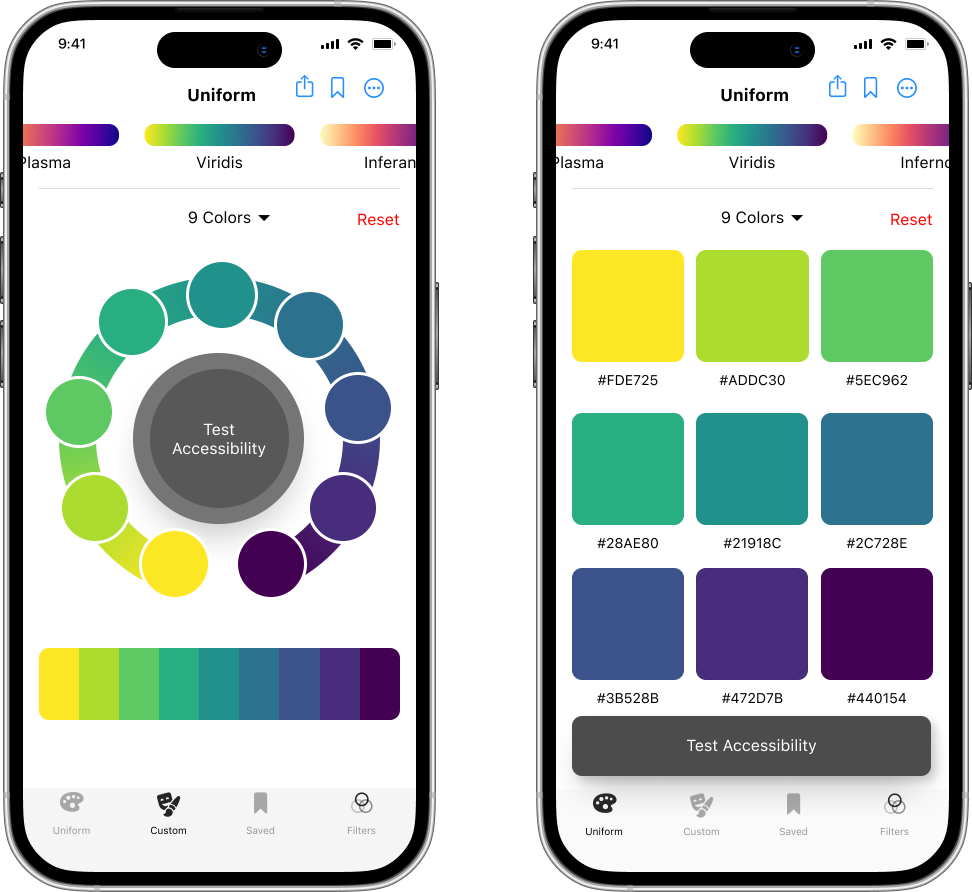 9:41
Uniform
Plasma
Viridis
Inferan
9 Colors
Reset
Test
Accessibility
Uniform
Custom
Saved
Filters
9:41
Uniform
Plasma
Viridis
Inferno
9 Colors
Reset
#FDE725
#ADDC30
#5EC962
#28AE80
#21918C
#2C728E
#3B528B
#472D7B
#440154
Test Accessibility
Uniform
Custom
Saved
Filters